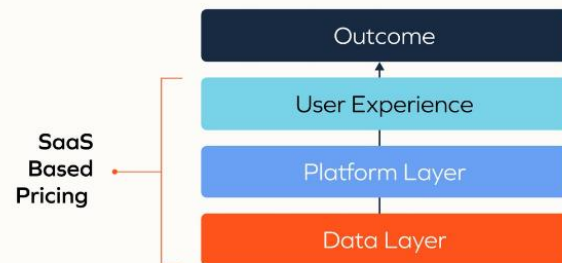 Outcome
User Experience
SaaS
Based
Pricing
Platform Layer
Data Layer